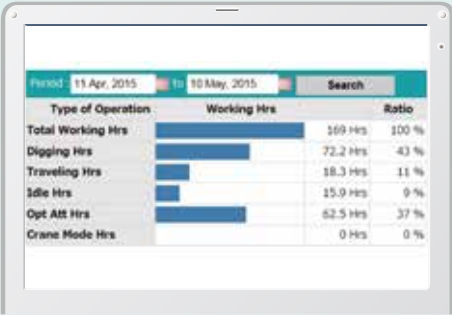 Period : 11 Apr, 2015 to 10 May, 2015 Search
Type of Operation Working Hrs Ratio
Total Working Hrs 169 Hrs 100 %
Digging Hrs 72.2 Hrs 43 %
Traveling Hrs 18.3 Hrs 11 %
Idle Hrs 15.9 Hrs 9 %
Opt Att Hrs 62.5 Hrs 37 %
Crane Mode Hrs 0 Hrs 0 %